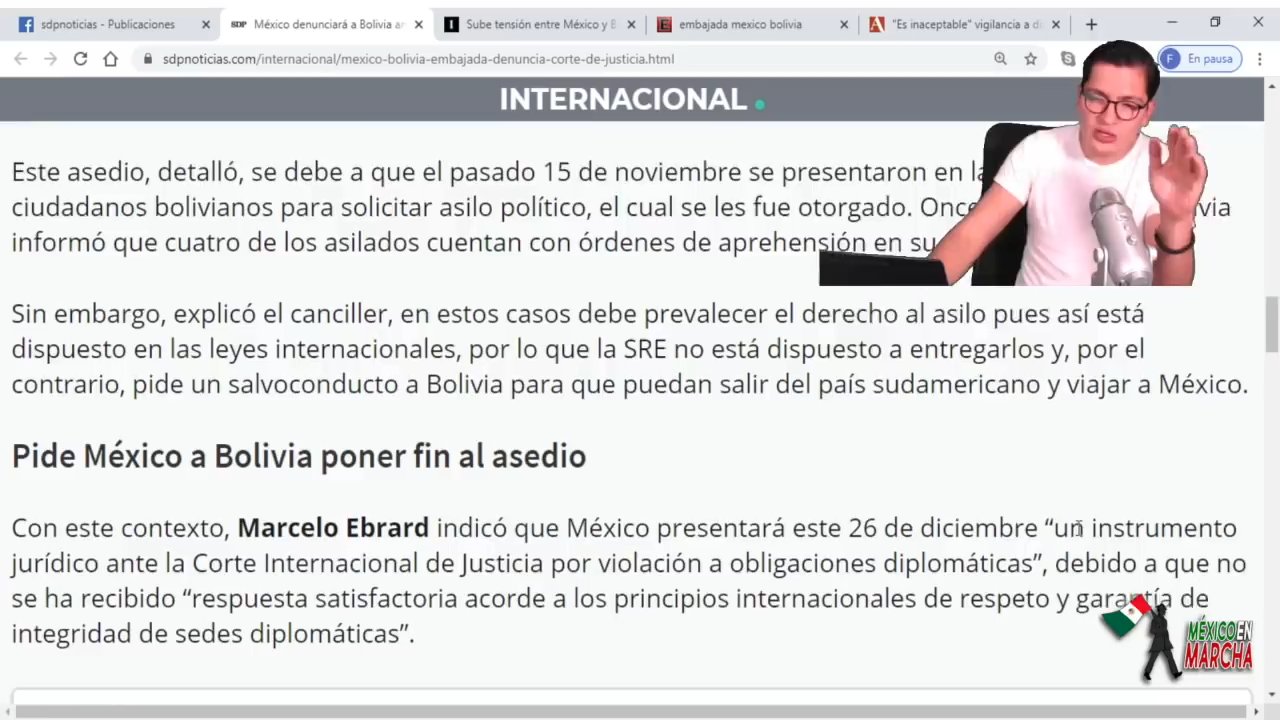 sdpnoticias - Publicaciones
SDP México denunciará a Bolivia an
Sube tensión entre México y B
embajada mexico bolivia
"Es inaceptable" vigilancia a di
sdpnoticias.com/internacional/mexico-bolivia-embajada-denuncia-corte-de-justicia.html
F En pausa
INTERNACIONAL
Este asedio, detalló, se debe a que el pasado 15 de noviembre se presentaron en la
ciudadanos bolivianos para solicitar asilo político, el cual se les fue otorgado. Once via
informó que cuatro de los asilados cuentan con órdenes de aprehensión en su
Sin embargo, explicó el canciller, en estos casos debe prevalecer el derecho al asilo pues así está
dispuesto en las leyes internacionales, por lo que la SRE no está dispuesto a entregarlos y, por el
contrario, pide un salvoconducto a Bolivia para que puedan salir del país sudamericano y viajar a México.
Pide México a Bolivia poner fin al asedio
Con este contexto, Marcelo Ebrard indicó que México presentará este 26 de diciembre “un instrumento
jurídico ante la Corte Internacional de Justicia por violación a obligaciones diplomáticas”, debido a que no
se ha recibido “respuesta satisfactoria acorde a los principios internacionales de respeto y garantía de
integridad de sedes diplomáticas”.
MÉXICO EN
MARCHA